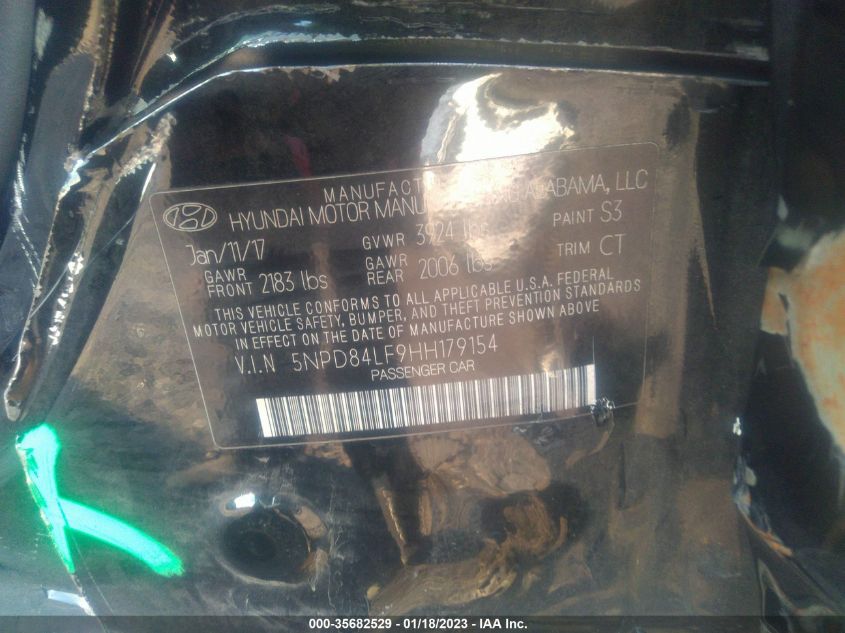 MANUFACT ALABAMA, LLC
HYUNDAI MOTOR MANU
Jan/11/17 GVWR 3924 lbs PAINT S3
GAWR FRONT 2183 lbs GAWR REAR 2006 lbs TRIM CT
THIS VEHICLE CONFORMS TO ALL APPLICABLE U.S.A. FEDERAL
MOTOR VEHICLE SAFETY, BUMPER, AND THEFT PREVENTION STANDARDS
IN EFFECT ON THE DATE OF MANUFACTURE SHOWN ABOVE
V.I.N 5NPD84LF9HH179154
PASSENGER CAR
000-35682529 - 01/18/2023 - IAA Inc.